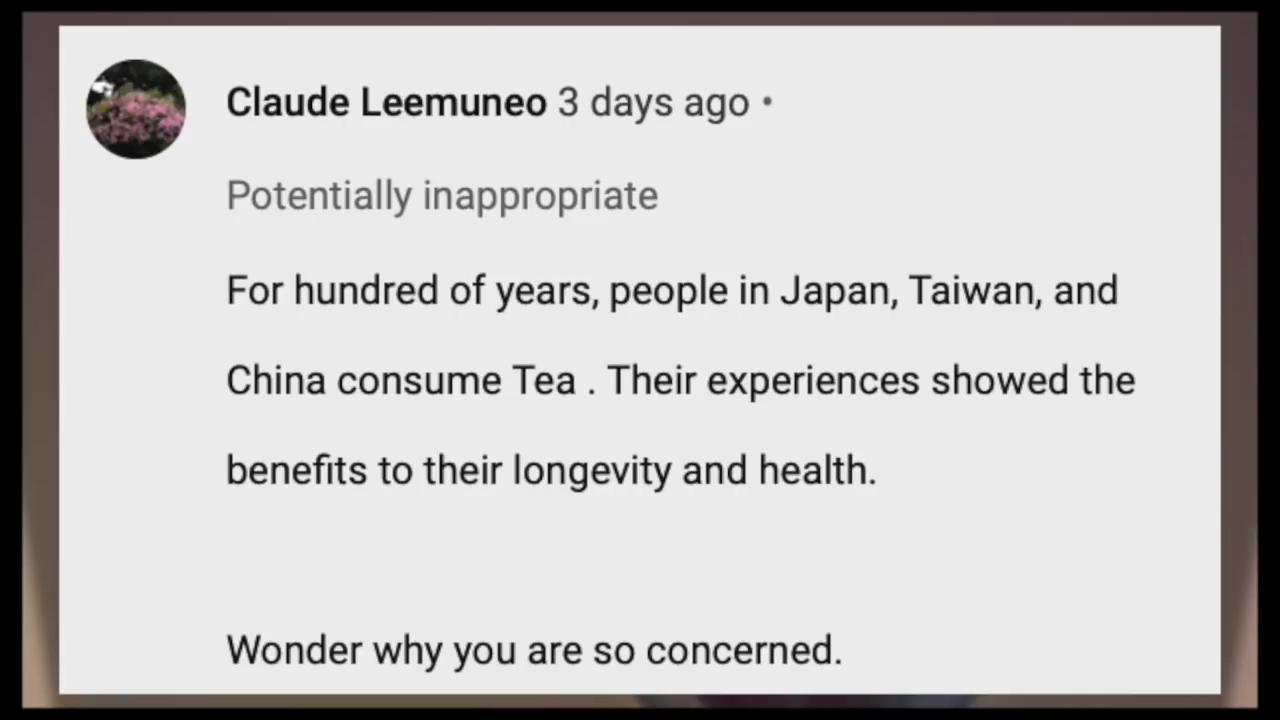 Claude Leemuneo 3 days ago •
Potentially inappropriate
For hundred of years, people in Japan, Taiwan, and
China consume Tea . Their experiences showed the
benefits to their longevity and health.
Wonder why you are so concerned.